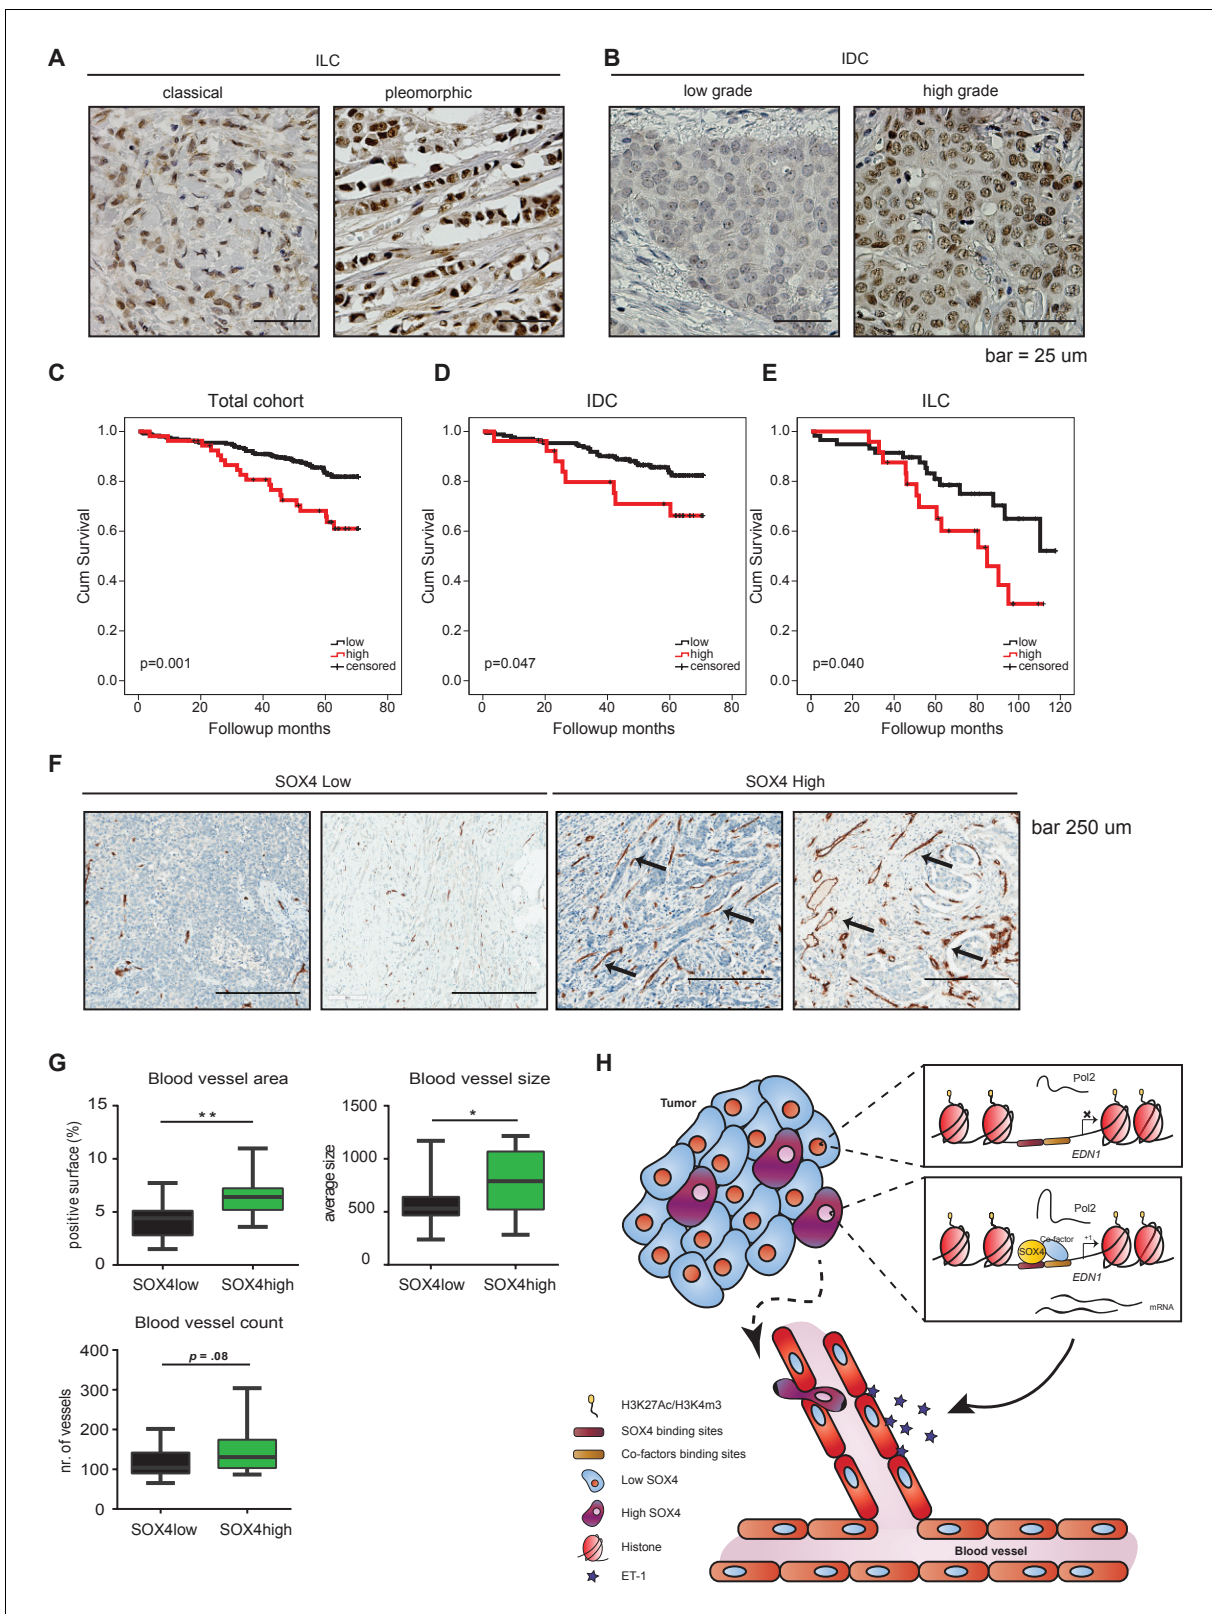 A
ILC
classical
pleomorphic
B
IDC
low grade
high grade
bar = 25 um
C
Total cohort
Cum Survival
1.0
0.8
0.6
0.4
0.2
0.0
p=0.001
low
high
censored
0
20
40
60
80
Followup months
D
IDC
Cum Survival
1.0
0.8
0.6
0.4
0.2
0.0
p=0.047
low
high
censored
0
20
40
60
80
Followup months
E
ILC
Cum Survival
1.0
0.8
0.6
0.4
0.2
0.0
p=0.040
low
high
censored
0
20
40
60
80
100
120
Followup months
F
SOX4 Low
SOX4 High
bar 250 um
G
Blood vessel area
positive surface (%)
15
10
5
0
**
SOX4low
SOX4high
Blood vessel size
average size
1500
1000
500
0
*
SOX4low
SOX4high
Blood vessel count
nr. of vessels
400
300
200
100
0
p = .08
SOX4low
SOX4high
H
Tumor
Pol2
EDN1
Pol2
SOX4
Co-factor
+1
EDN1
mRNA
H3K27Ac/H3K4m3
SOX4 binding sites
Co-factors binding sites
Low SOX4
High SOX4
Histone
ET-1
Blood vessel